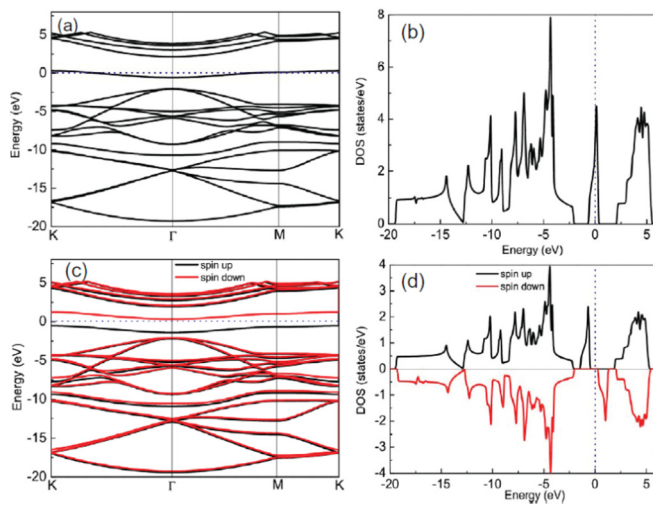 (a)
5
0
-5
-10
-15
-20
Energy (eV)
K Γ M K
(b)
8
6
4
2
0
DOS (states/eV)
-20 -15 -10 -5 0 5
Energy (eV)
(c)
spin up
spin down
5
0
-5
-10
-15
-20
Energy (eV)
K Γ M K
(d)
spin up
spin down
4
3
2
1
0
-1
-2
-3
-4
DOS (states/eV)
-20 -15 -10 -5 0 5
Energy (eV)